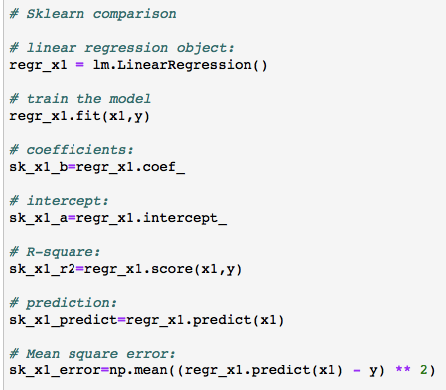 # Sklearn comparison
# linear regression object:
regr_x1 = lm.LinearRegression()
# train the model
regr_x1.fit(x1,y)
# coefficients:
sk_x1_b=regr_x1.coef_
# intercept:
sk_x1_a=regr_x1.intercept_
# R-square:
sk_x1_r2=regr_x1.score(x1,y)
# prediction:
sk_x1_predict=regr_x1.predict(x1)
# Mean square error:
sk_x1_error=np.mean((regr_x1.predict(x1) - y) ** 2)